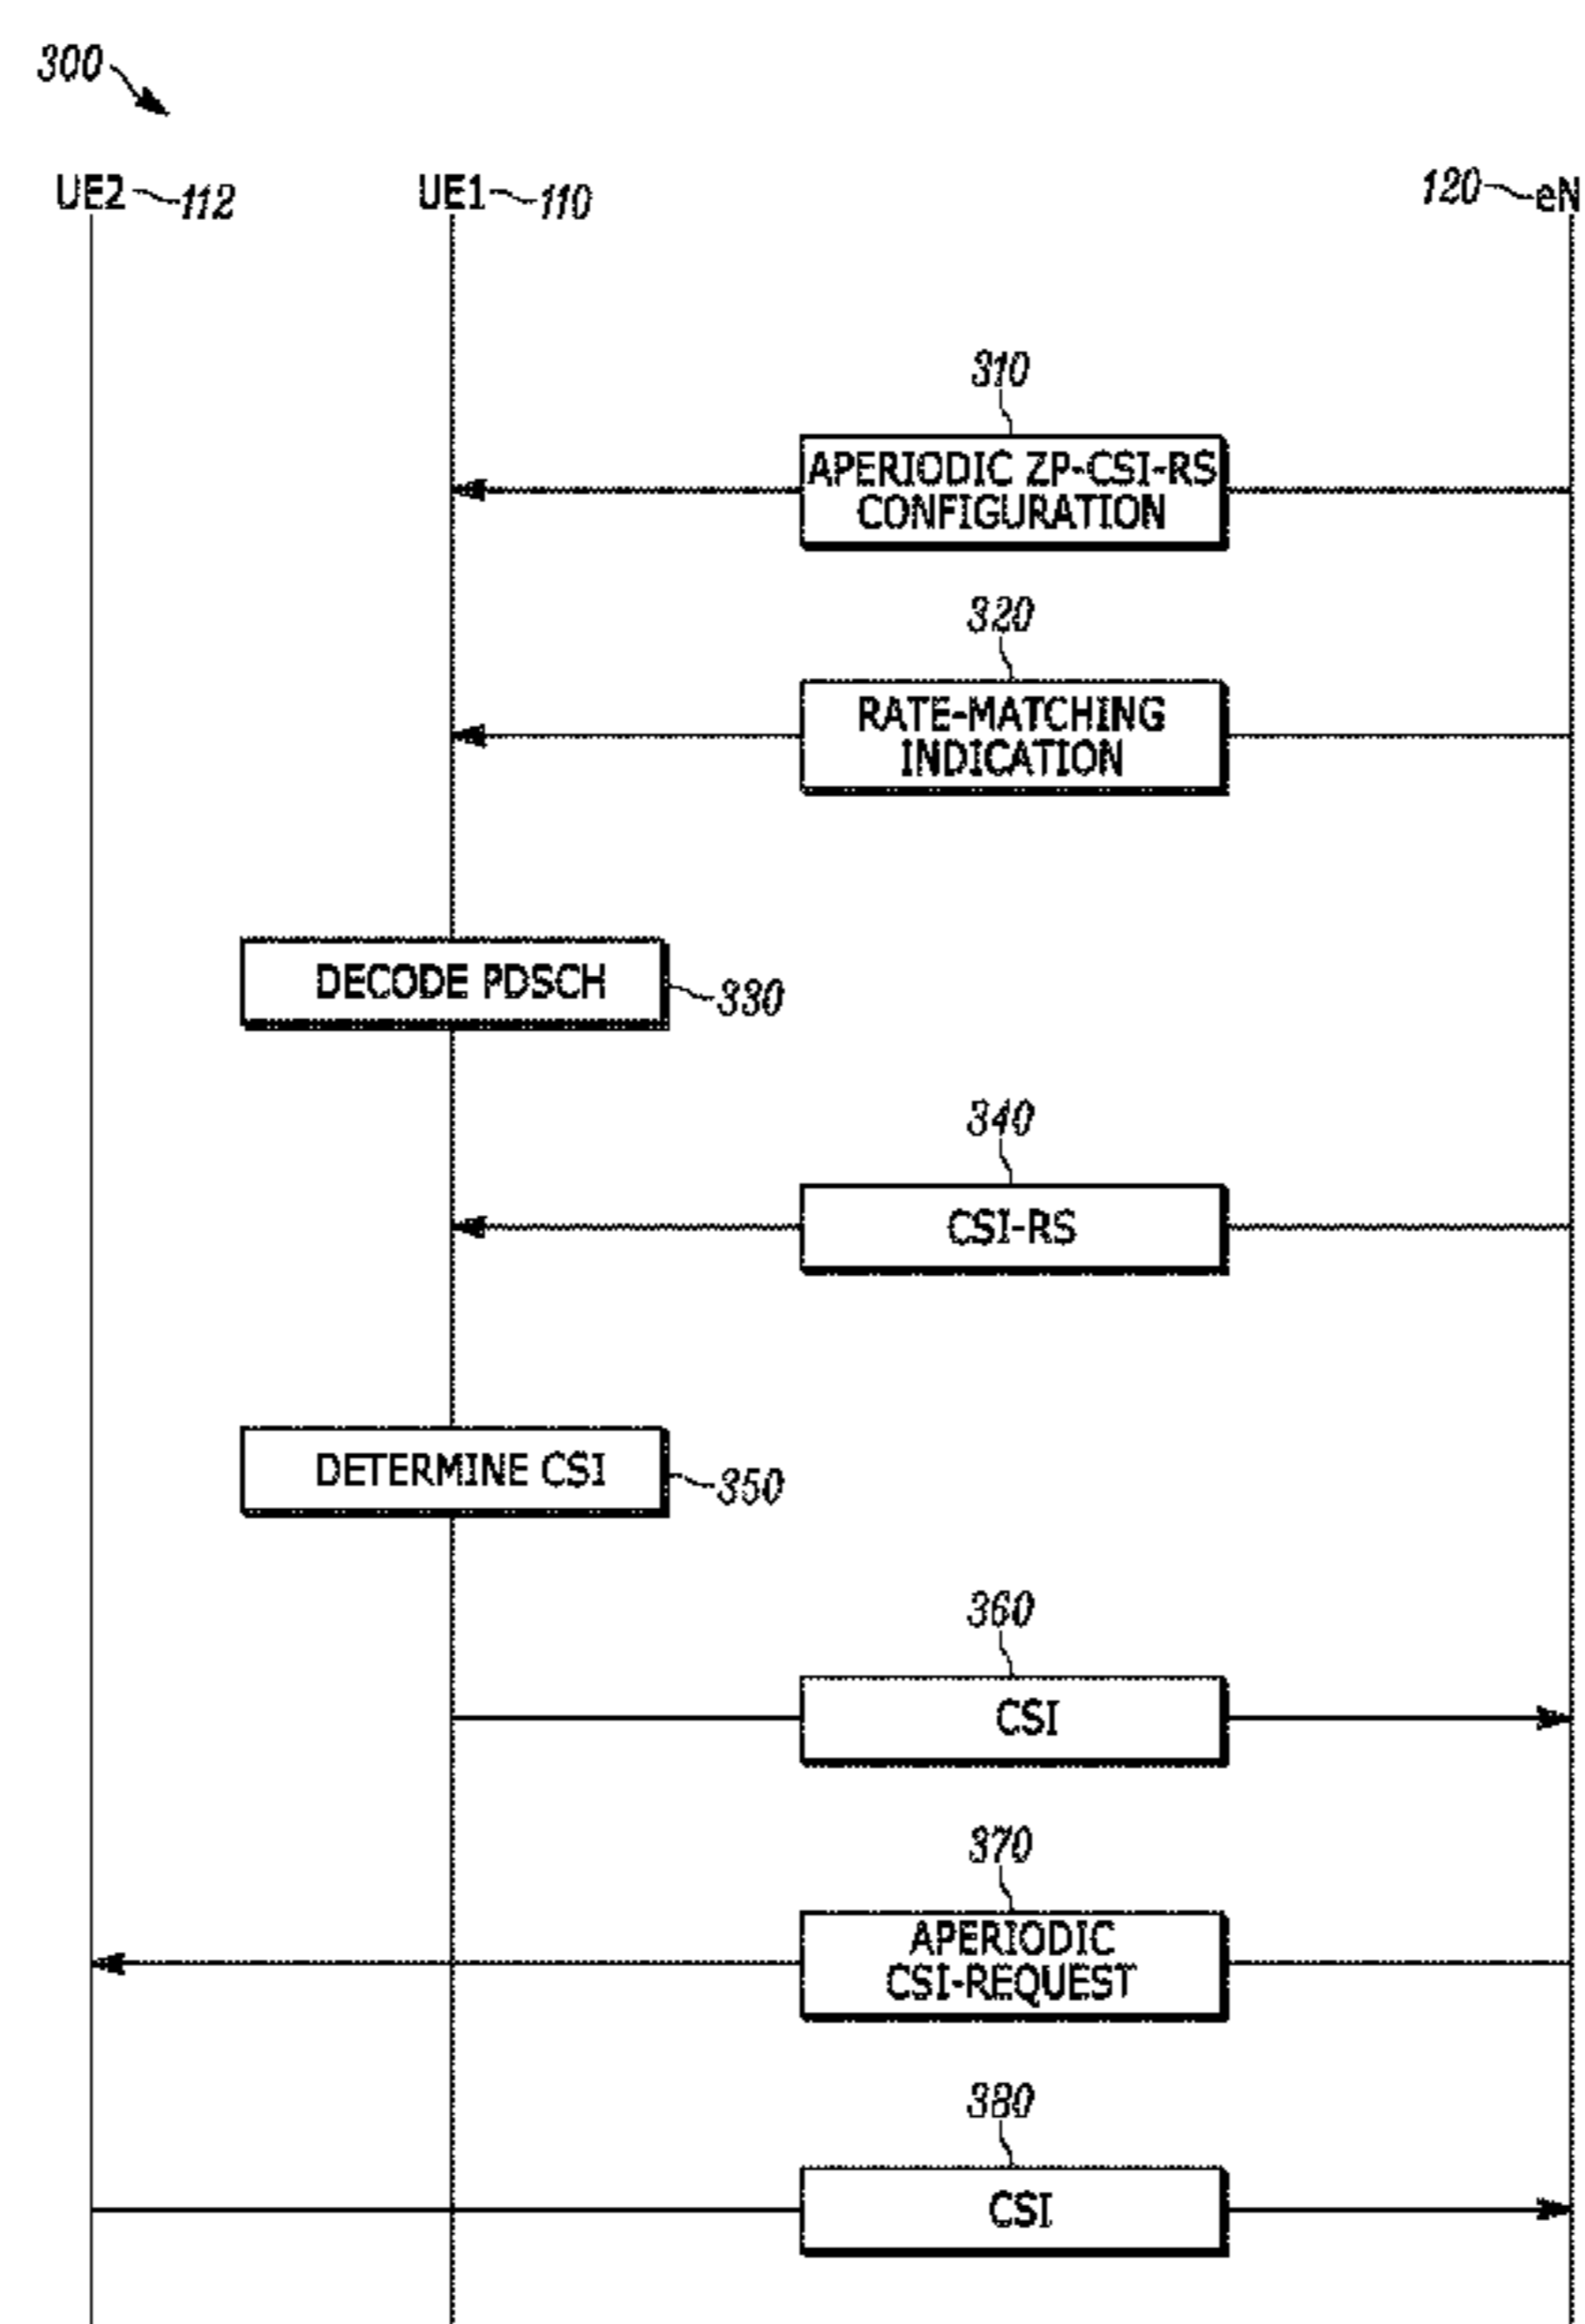 300
UE2 112 UE1 110 120 eN
310
APERIODIC ZP-CSI-RS
CONFIGURATION
320
RATE-MATCHING
INDICATION
DECODE PDSCH 330
340
CSI-RS
DETERMINE CSI 350
360
CSI
370
APERIODIC
CSI-REQUEST
380
CSI